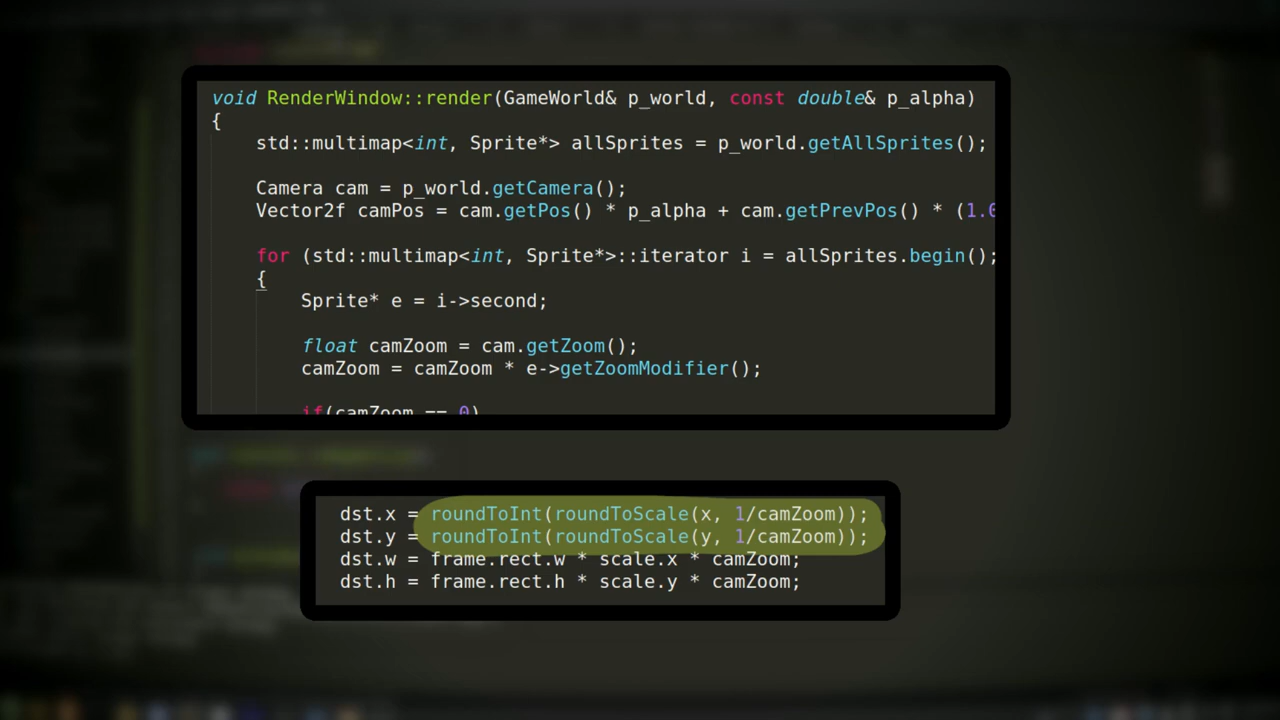 void RenderWindow::render(GameWorld& p_world, const double& p_alpha)
{
std::multimap<int, Sprite*> allSprites = p_world.getAllSprites();
Camera cam = p_world.getCamera();
Vector2f camPos = cam.getPos() * p_alpha + cam.getPrevPos() * (1.0
for (std::multimap<int, Sprite*>::iterator i = allSprites.begin();
{
Sprite* e = i->second;
float camZoom = cam.getZoom();
camZoom = camZoom * e->getZoomModifier();
if(camZoom == 0)
dst.x = roundToInt(roundToScale(x, 1/camZoom));
dst.y = roundToInt(roundToScale(y, 1/camZoom));
dst.w = frame.rect.w * scale.x * camZoom;
dst.h = frame.rect.h * scale.y * camZoom;